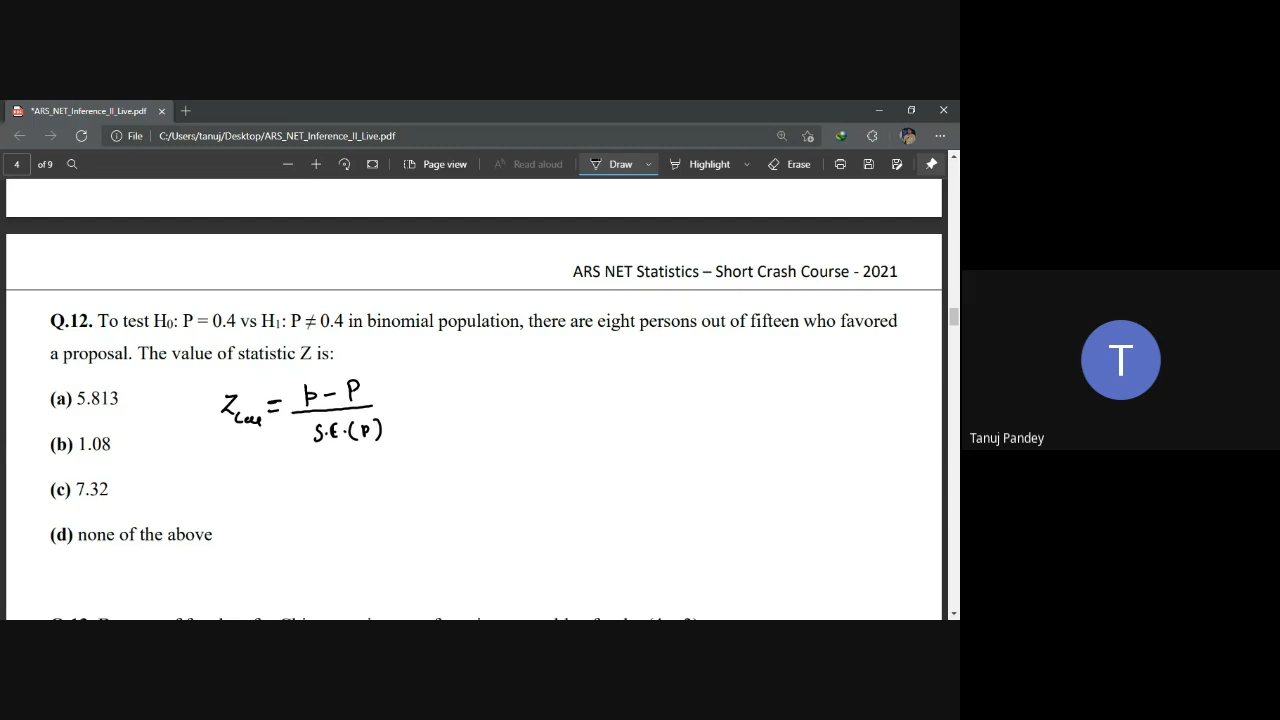 *ARS_NET_Inference_II_Live.pdf
File C:/Users/tanuj/Desktop/ARS_NET_Inference_II_Live.pdf
4 of 9 Page view Read aloud Draw Highlight Erase
ARS NET Statistics – Short Crash Course - 2021
Q.12. To test H₀: P = 0.4 vs H₁: P ≠ 0.4 in binomial population, there are eight persons out of fifteen who favored
a proposal. The value of statistic Z is:
(a) 5.813
(b) 1.08
(c) 7.32
(d) none of the above
Z = p - P
S.E.(p)
T
Tanuj Pandey